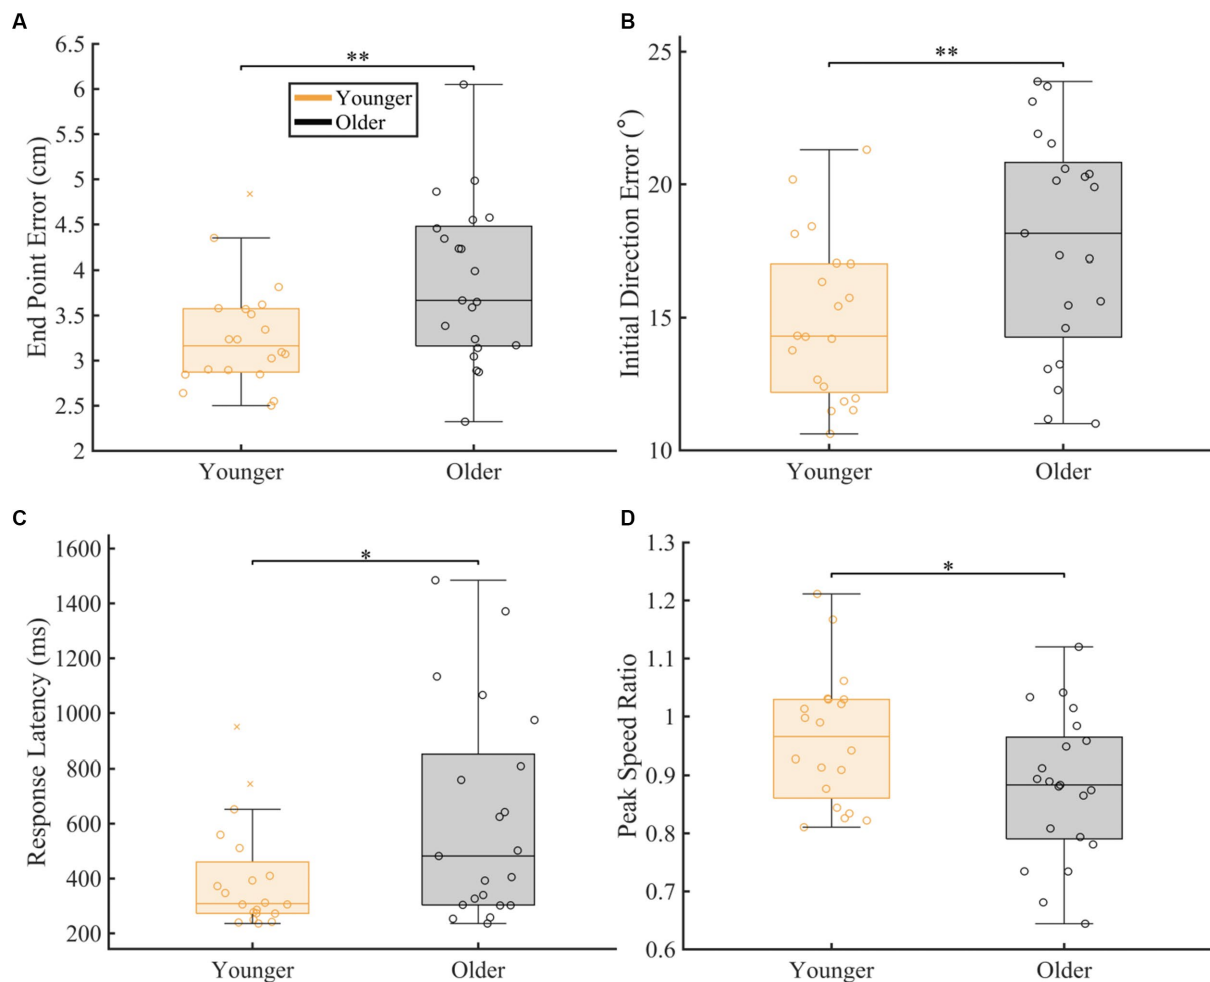 A
End Point Error (cm)
6.5
6
5.5
5
4.5
4
3.5
3
2.5
2
**
Younger
Older
Younger
Older
B
Initial Direction Error (°)
25
20
15
10
**
Younger
Older
C
Response Latency (ms)
1600
1400
1200
1000
800
600
400
200
*
Younger
Older
D
Peak Speed Ratio
1.3
1.2
1.1
1
0.9
0.8
0.7
0.6
*
Younger
Older